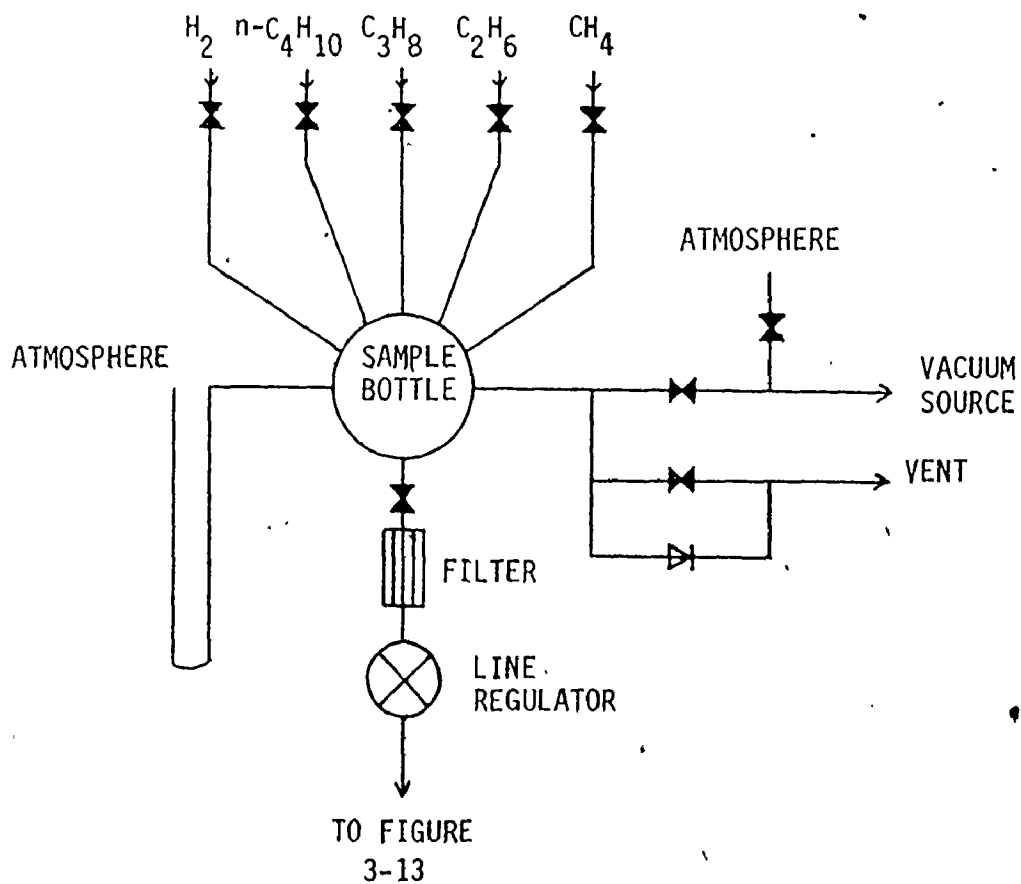 H2 n-C4H10 C3H8 C2H6 CH4
ATMOSPHERE
ATMOSPHERE
SAMPLE
BOTTLE
VACUUM
SOURCE
VENT
FILTER
LINE
REGULATOR
TO FIGURE
3-13